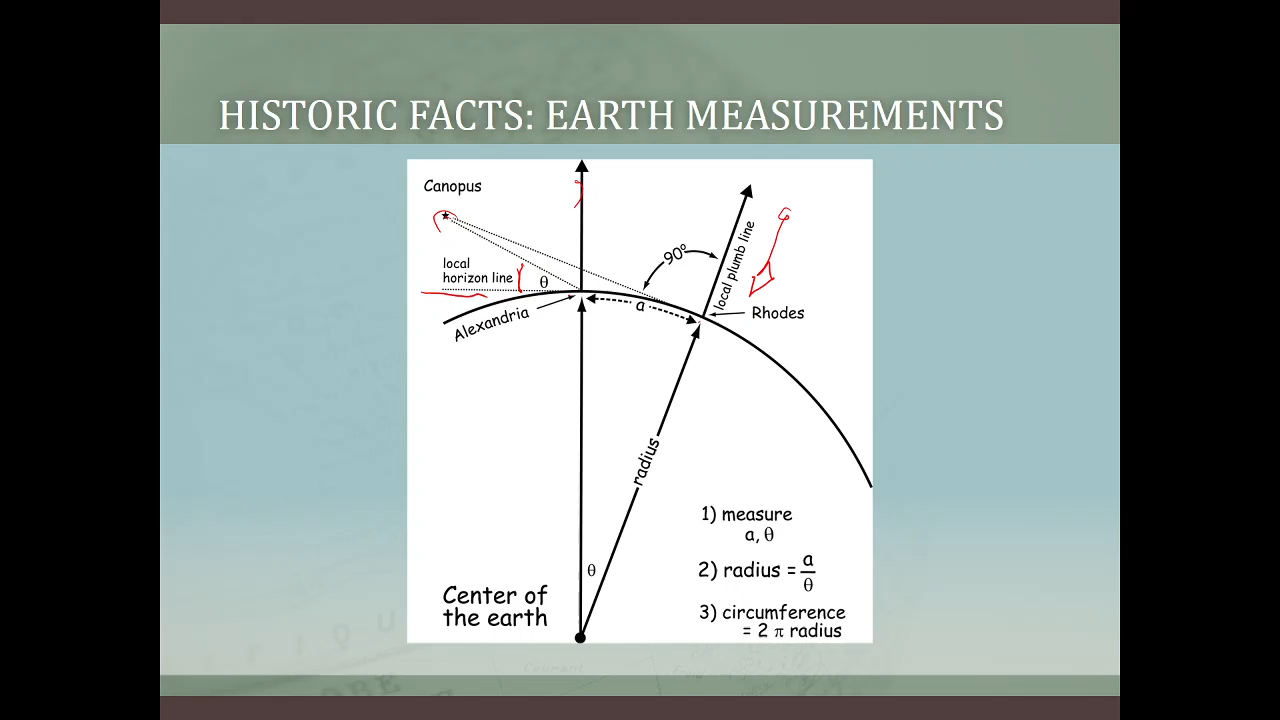 HISTORIC FACTS: EARTH MEASUREMENTS
Canopus
local
horizon line
θ
Alexandria
a
90°
local plumb line
Rhodes
radius
θ
Center of
the earth
1) measure
a, θ
2) radius = a/θ
3) circumference
= 2 π radius